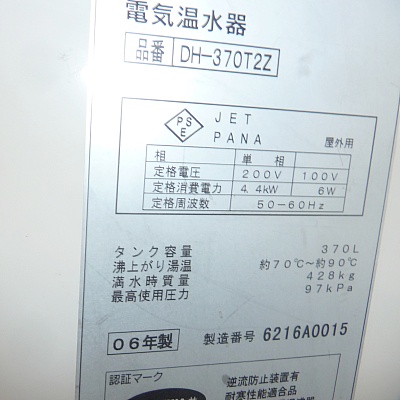 電気温水器
品番 DH-370T2Z
PS E JET PANA 屋外用
相 単相
定格電圧 200V 100V
定格消費電力 4.4kW 6W
定格周波数 50-60Hz
タンク容量 370L
沸上がり湯温 約70℃~約90℃
満水時質量 428kg
最高使用圧力 97kPa
06年製 製造番号 6216A0015
認証マーク 逆流防止装置有
耐寒性能適合品